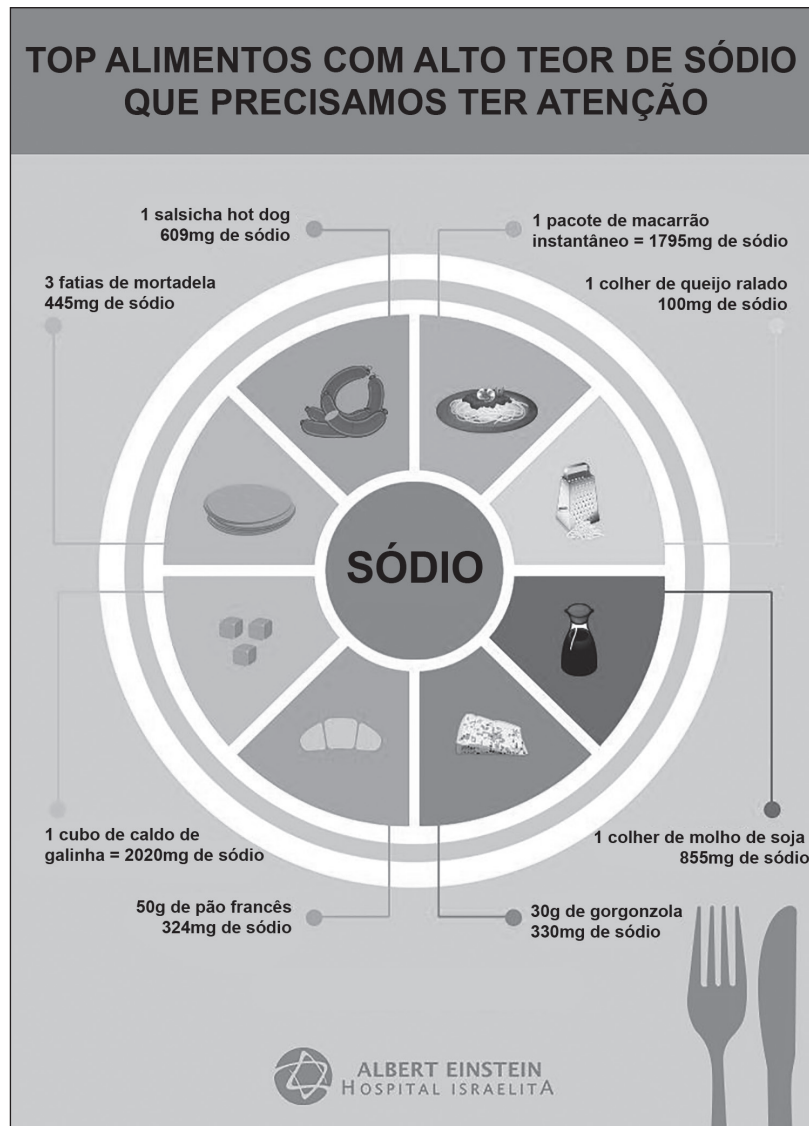 TOP ALIMENTOS COM ALTO TEOR DE SÓDIO
QUE PRECISAMOS TER ATENÇÃO
1 salsicha hot dog
609mg de sódio
1 pacote de macarrão
instantâneo = 1795mg de sódio
3 fatias de mortadela
445mg de sódio
1 colher de queijo ralado
100mg de sódio
SÓDIO
1 cubo de caldo de
galinha = 2020mg de sódio
1 colher de molho de soja
855mg de sódio
50g de pão francês
324mg de sódio
30g de gorgonzola
330mg de sódio
ALBERT EINSTEIN
HOSPITAL ISRAELITA